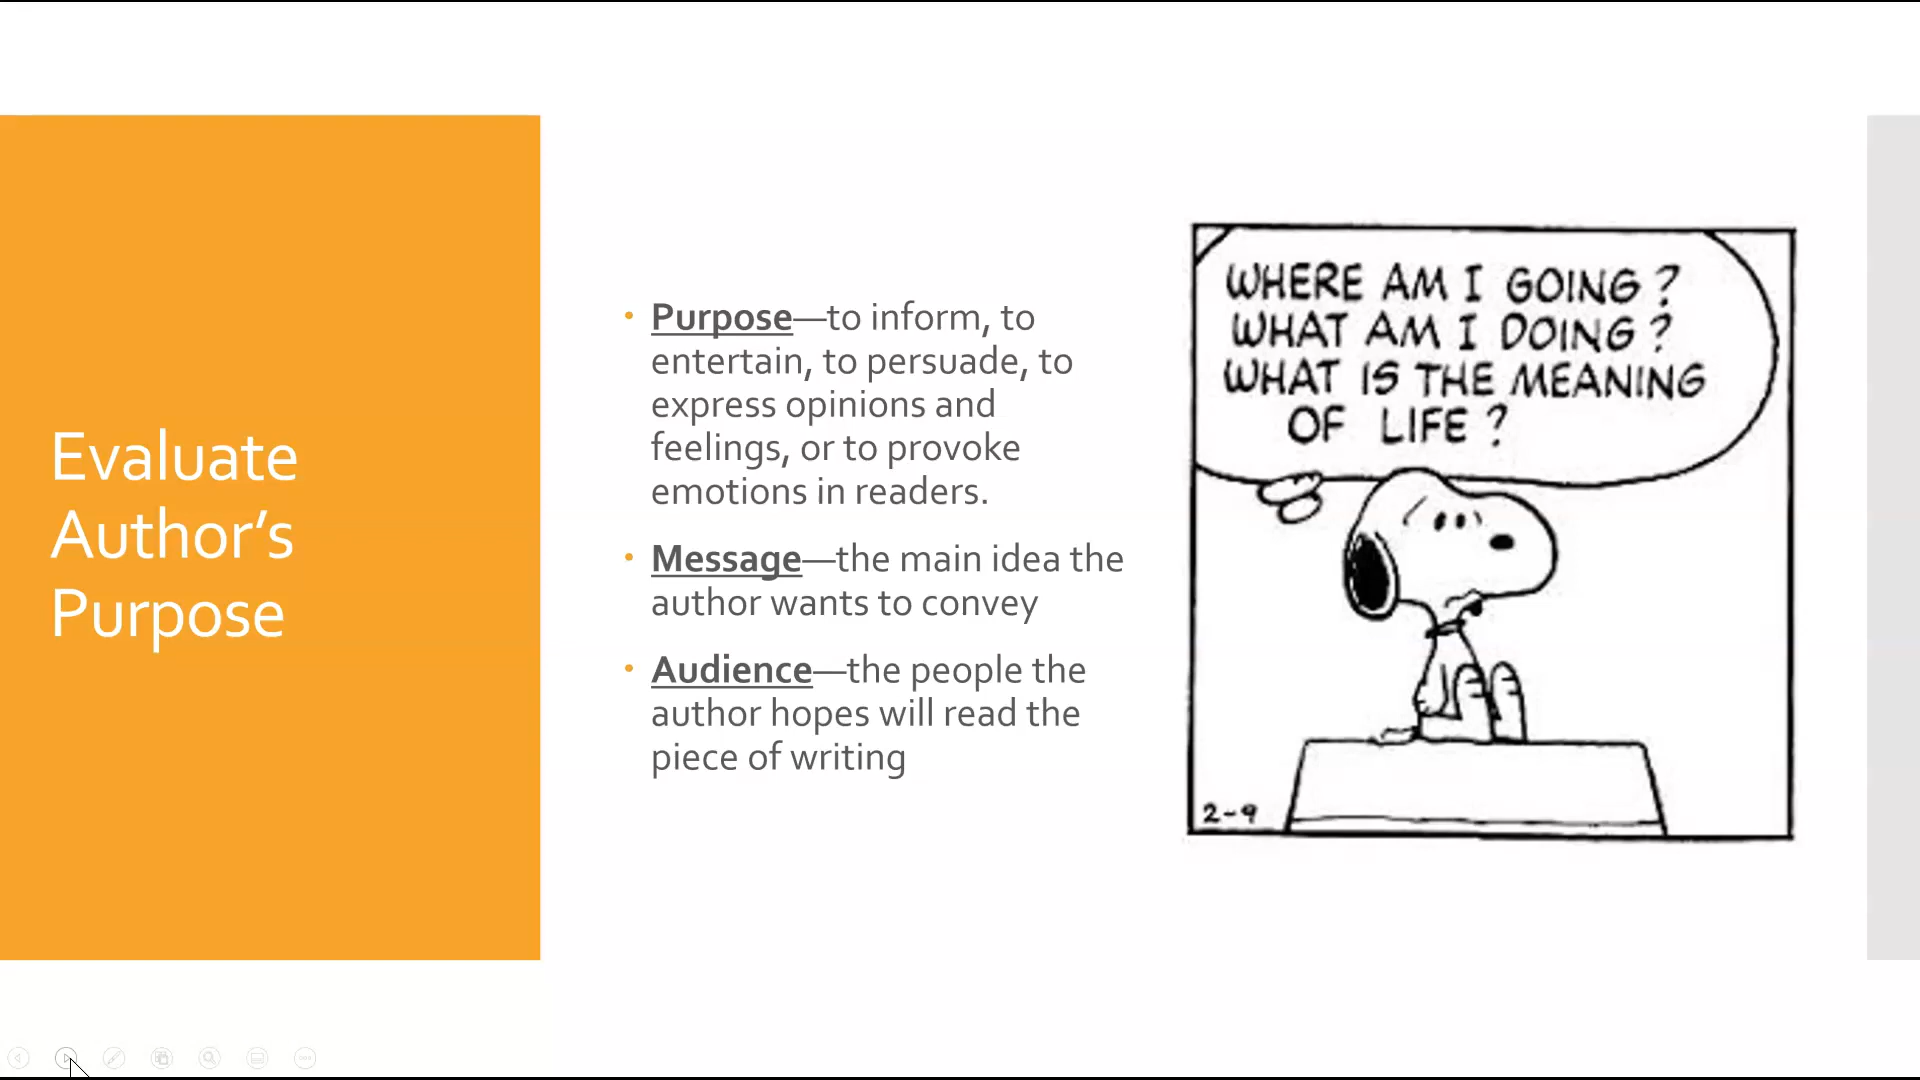 Evaluate
Author’s
Purpose
• Purpose—to inform, to
entertain, to persuade, to
express opinions and
feelings, or to provoke
emotions in readers.
• Message—the main idea the
author wants to convey
• Audience—the people the
author hopes will read the
piece of writing
WHERE AM I GOING?
WHAT AM I DOING?
WHAT IS THE MEANING
OF LIFE?
2-9